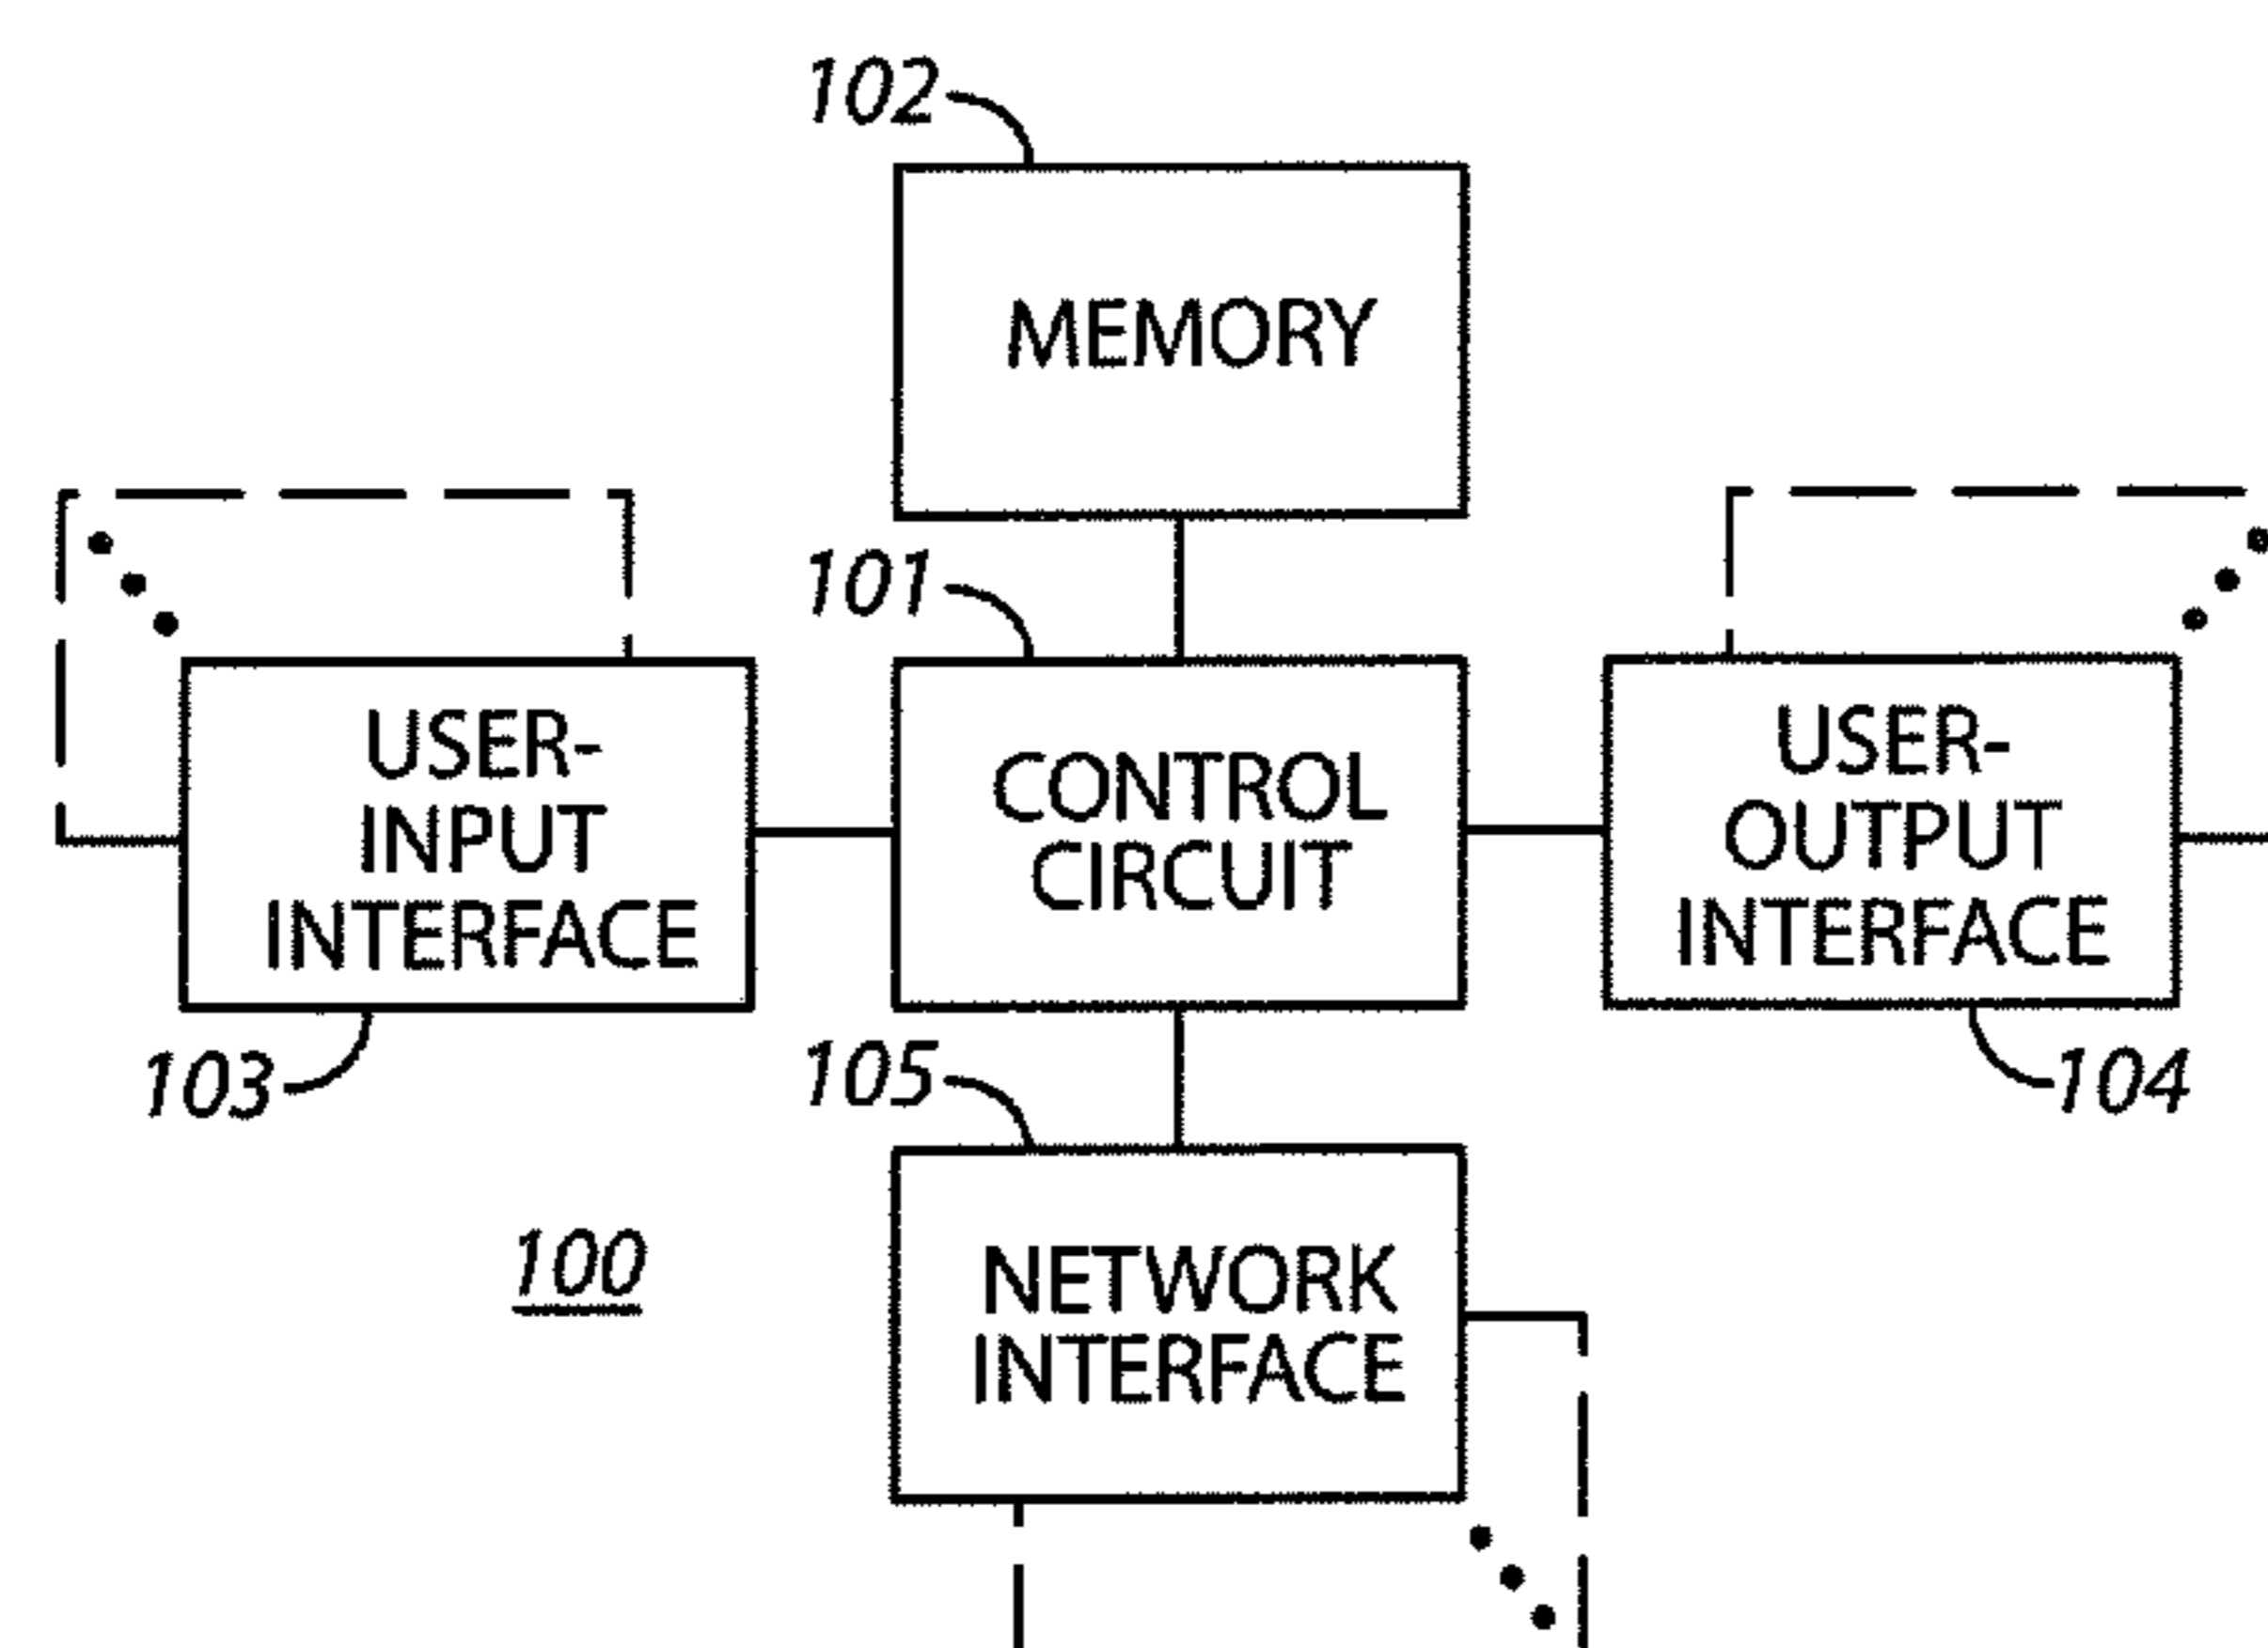 102
MEMORY
101
USER-
INPUT
INTERFACE
CONTROL
CIRCUIT
USER-
OUTPUT
INTERFACE
103
105
104
100
NETWORK
INTERFACE